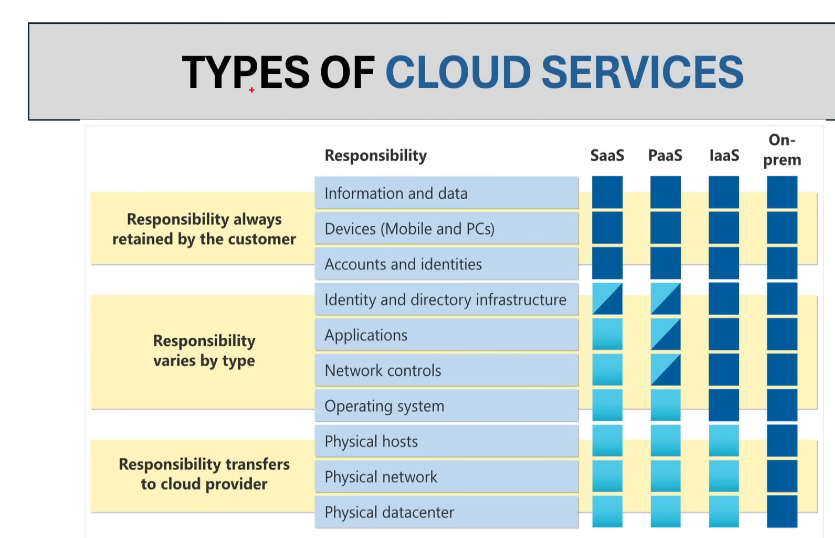 TYPES OF CLOUD SERVICES
Responsibility SaaS PaaS IaaS On-
prem
Responsibility always
retained by the customer
Information and data
Devices (Mobile and PCs)
Accounts and identities
Responsibility
varies by type
Identity and directory infrastructure
Applications
Network controls
Operating system
Responsibility transfers
to cloud provider
Physical hosts
Physical network
Physical datacenter